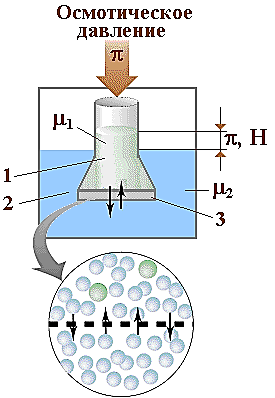 Осмотическое
давление
π
μ1
π, H
1
2
μ2
3